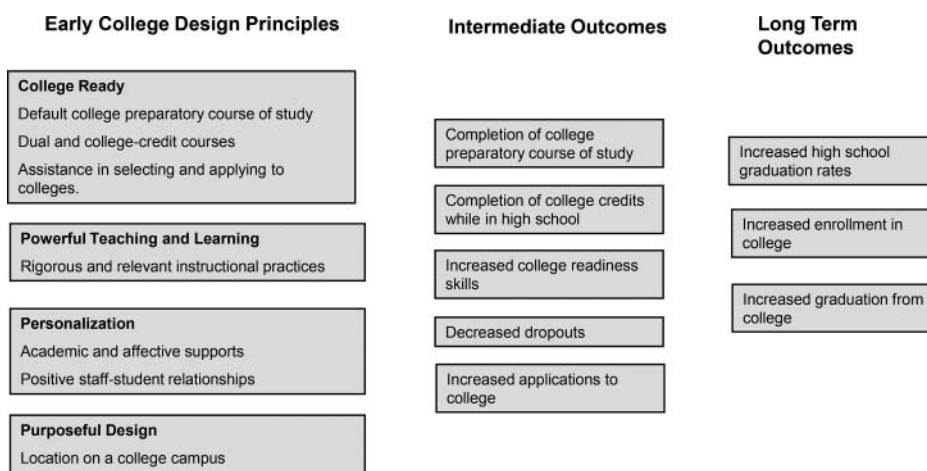 Early College Design Principles
College Ready
Default college preparatory course of study
Dual and college-credit courses
Assistance in selecting and applying to
colleges.
Powerful Teaching and Learning
Rigorous and relevant instructional practices
Personalization
Academic and affective supports
Positive staff-student relationships
Purposeful Design
Location on a college campus
Intermediate Outcomes
Completion of college
preparatory course of study
Completion of college credits
while in high school
Increased college readiness
skills
Decreased dropouts
Increased applications to
college
Long Term
Outcomes
Increased high school
graduation rates
Increased enrollment in
college
Increased graduation from
college